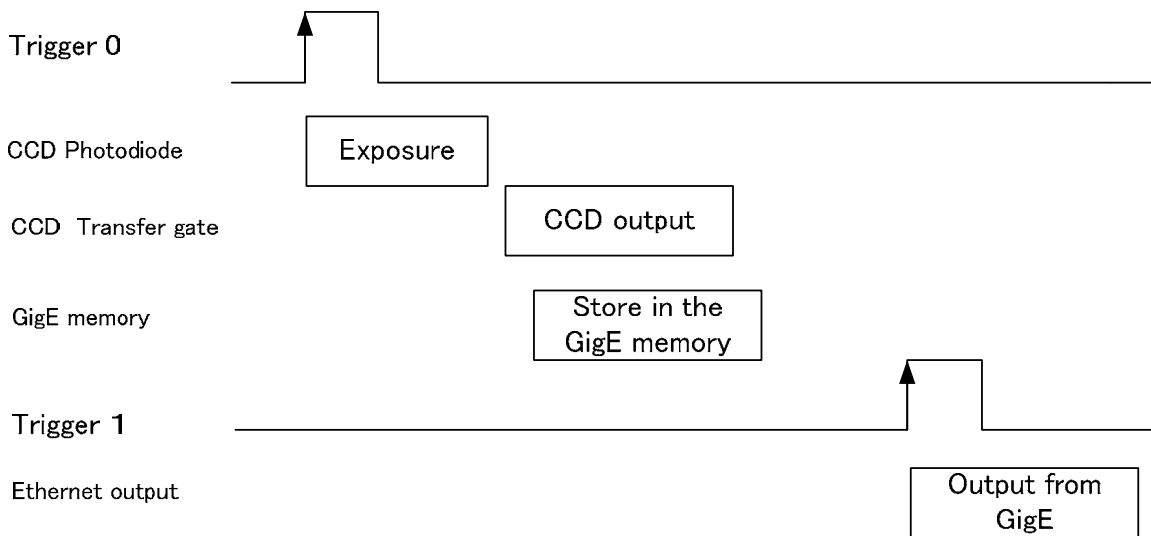 Trigger 0
CCD Photodiode
Exposure
CCD Transfer gate
CCD output
GigE memory
Store in the
GigE memory
Trigger 1
Ethernet output
Output from
GigE